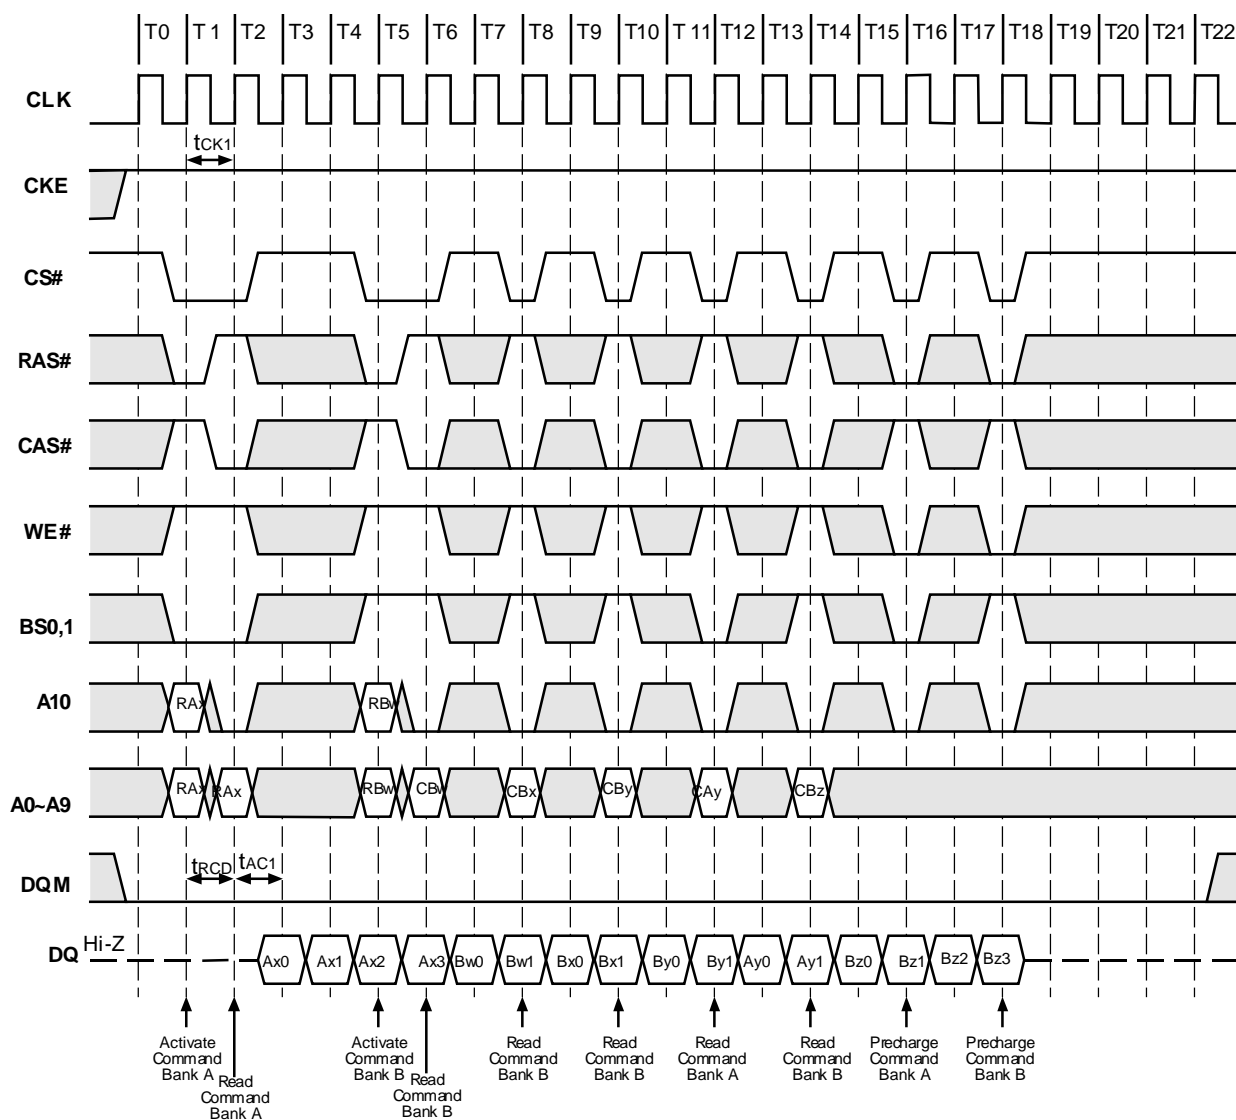 T0 T1 T2 T3 T4 T5 T6 T7 T8 T9 T10 T11 T12 T13 T14 T15 T16 T17 T18 T19 T20 T21 T22
CLK
tCK1
CKE
CS#
RAS#
CAS#
WE#
BS0,1
A10 RAx RBw
A0~A9 RAx RAx RBw CBw CBx CBy CAy CBz
DQM tRCD tAC1
DQ Hi-Z Ax0 Ax1 Ax2 Ax3 Bw0 Bw1 Bx0 Bx1 By0 By1 Ay0 Ay1 Bz0 Bz1 Bz2 Bz3
Activate
Command
Bank A
Read
Command
Bank A
Activate
Command
Bank B
Read
Command
Bank B
Read
Command
Bank B
Read
Command
Bank B
Read
Command
Bank A
Read
Command
Bank B
Precharge
Command
Bank A
Precharge
Command
Bank B